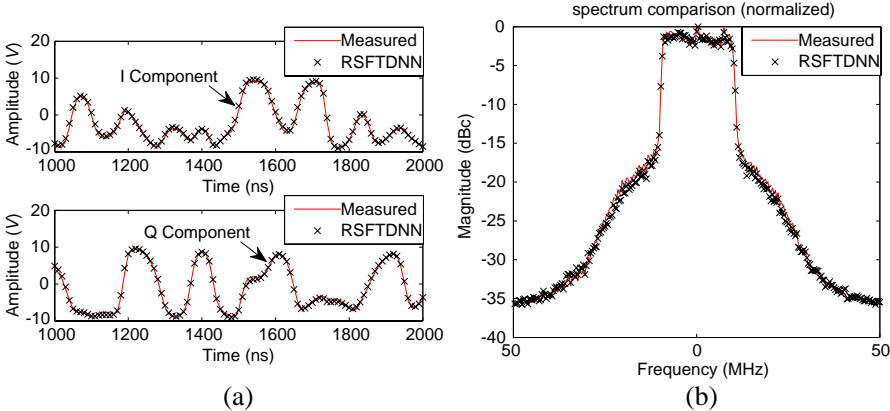 Amplitude (V)
20
10
0
-10
Measured
RSFTDNN
I Component
1000 1200 1400 1600 1800 2000
Time (ns)
Amplitude (V)
20
10
0
-10
Measured
RSFTDNN
Q Component
1000 1200 1400 1600 1800 2000
Time (ns)
(a)
spectrum comparison (normalized)
Magnitude (dBc)
0
-5
-10
-15
-20
-25
-30
-35
-40
Measured
RSFTDNN
50 0 50
Frequency (MHz)
(b)